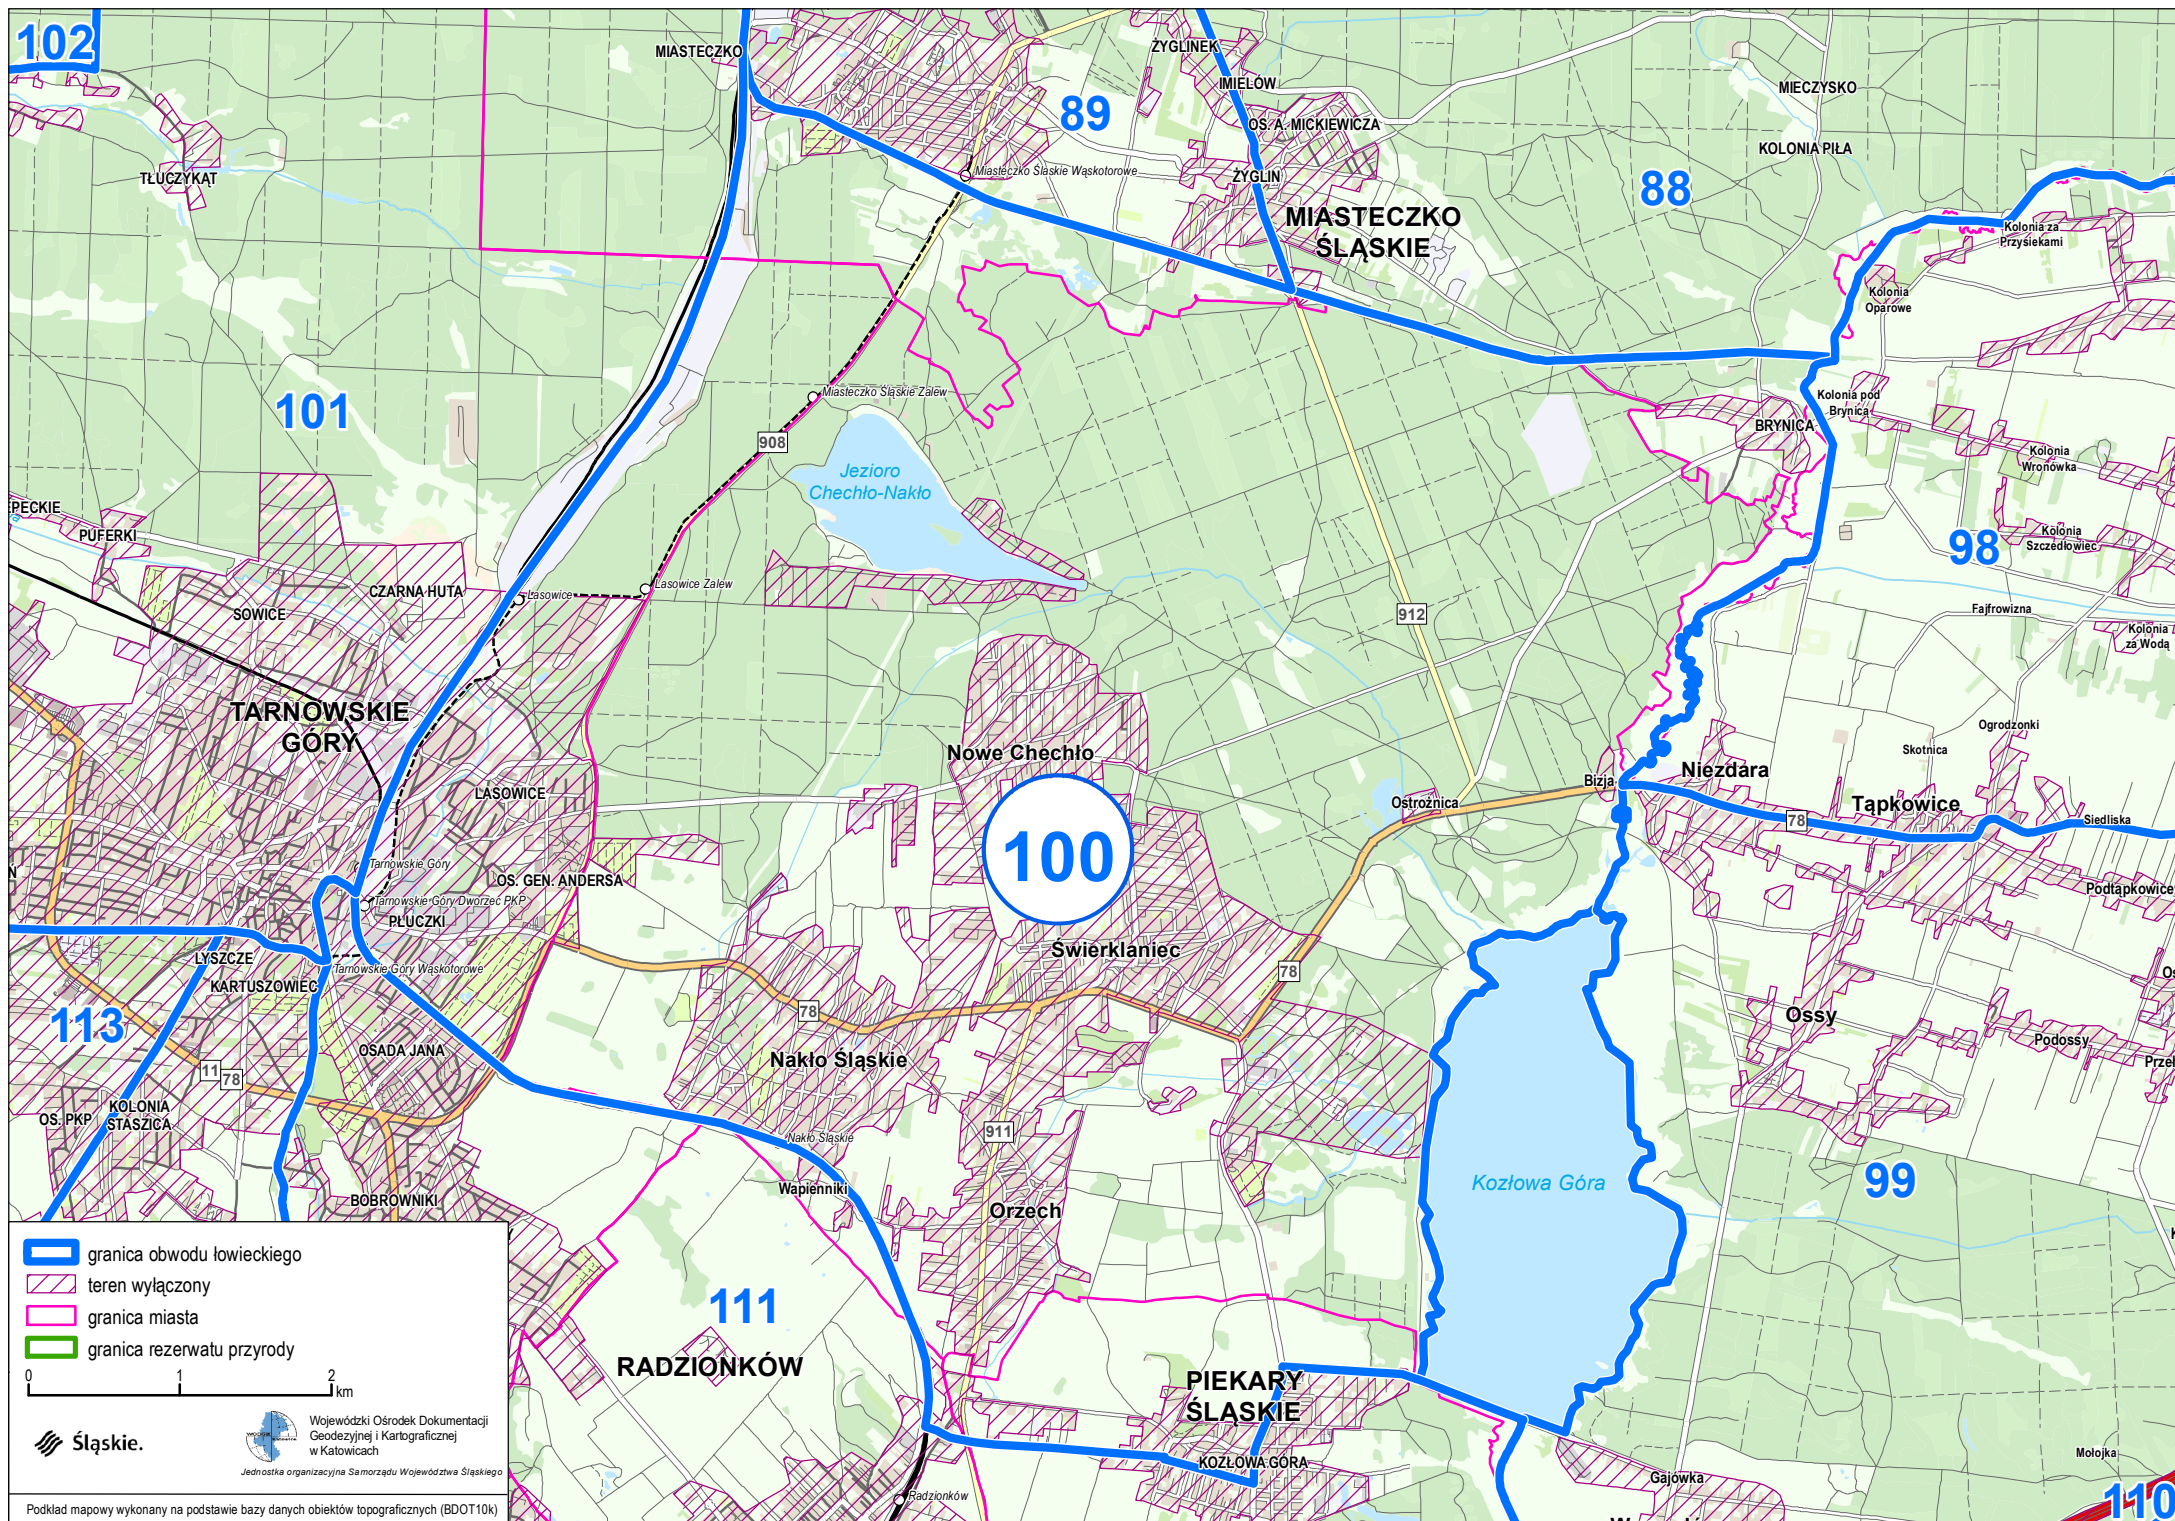 102
MIASTECZKO
ŻYGLINEK
IMIELÓW
89
OS. A. MICKIEWICZA
MIECZYSKO
KOLONIA PIŁA
TŁUCZYKĄT
Miasteczko Śląskie Wąskotorowe
ŻYGLIN
88
MIASTECZKO
ŚLĄSKIE
Kolonia za
Przysiekami
Kolonia
Oparowe
101
Miasteczko Śląskie Zalew
Kolonia pod
Brynicą
BRYNICA
908
Jezioro
Chechło-Nakło
Kolonia
Wronówka
PUFERKI
Kolonia
Szczedłowiec
98
CZARNA HUTA
Lasowice
Lasowice Zalew
SOWICE
912
Fajfrowizna
Kolonia
za Wodą
TARNOWSKIE
GÓRY
Nowe Chechło
Ogrodzonki
Skotnica
Bizja
Niezdara
LASOWICE
Ostrożnica
Tąpkowice
78
Siedliska
100
Tarnowskie Góry
OS. GEN. ANDERSA
Tarnowskie Góry Dworzec PKP
PŁUCZKI
Podtąpkowice
LYSZCZE
Tarnowskie Góry Wąskotorowe
KARTUSZOWIEC
Świerklaniec
78
113
78
Ossy
OSADA JANA
Nakło Śląskie
Podossy
11
78
OS. PKP
KOLONIA
STASZICA
911
Nakło Śląskie
Wapienniki
Kozłowa Góra
99
BOBROWNIKI
Orzech
111
RADZIONKÓW
PIEKARY
ŚLĄSKIE
KOZŁOWA GÓRA
Radzionków
Gajówka
Mołojka
110
granica obwodu łowieckiego
teren wyłączony
granica miasta
granica rezerwatu przyrody
0 1 2
km
Śląskie.
Wojewódzki Ośrodek Dokumentacji
Geodezyjnej i Kartograficznej
w Katowicach
Jednostka organizacyjna Samorządu Województwa Śląskiego
Podkład mapowy wykonany na podstawie bazy danych obiektów topograficznych (BDOT10k)